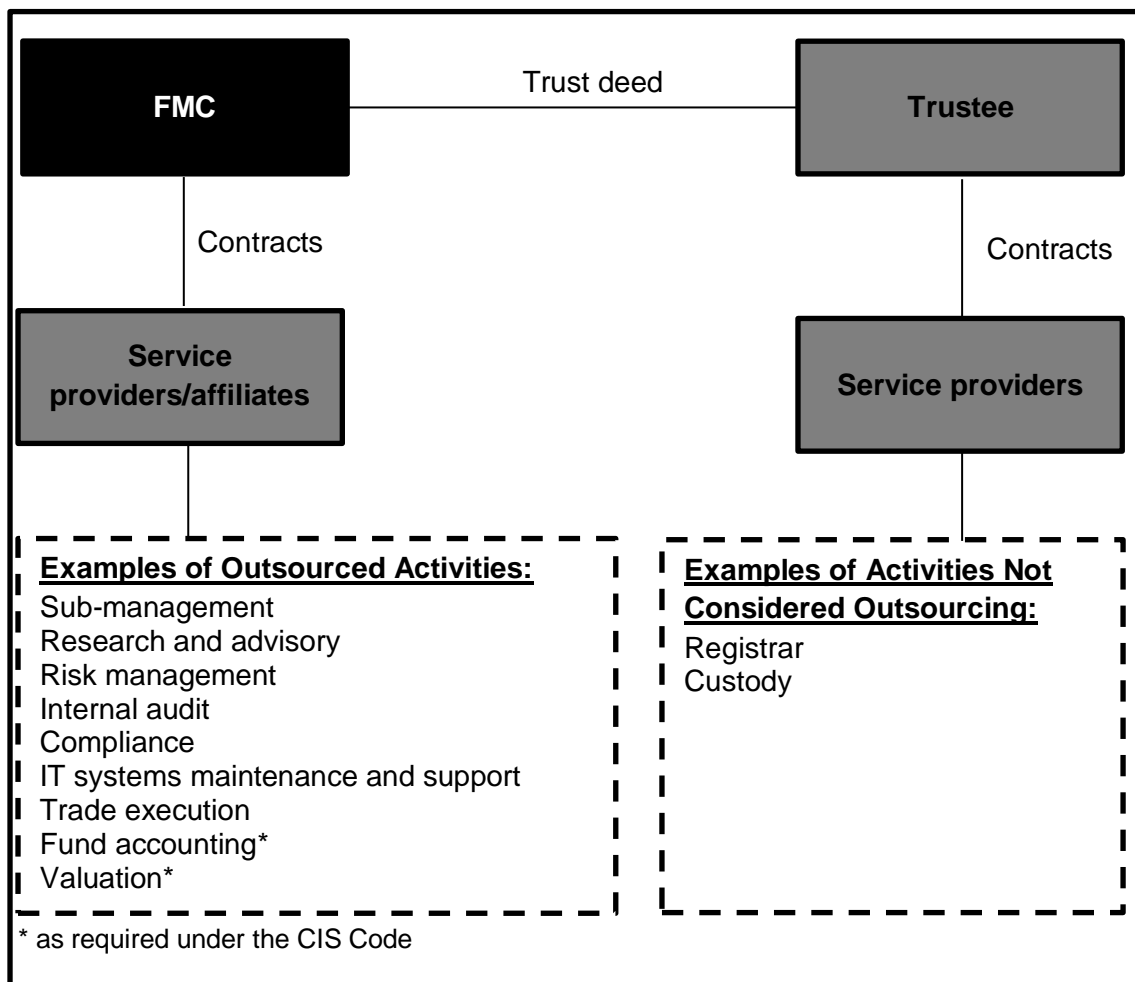 FMC
Trust deed
Trustee
Contracts
Contracts
Service
providers/affiliates
Service providers
Examples of Outsourced Activities:
Sub-management
Research and advisory
Risk management
Internal audit
Compliance
IT systems maintenance and support
Trade execution
Fund accounting*
Valuation*
Examples of Activities Not
Considered Outsourcing:
Registrar
Custody
* as required under the CIS Code